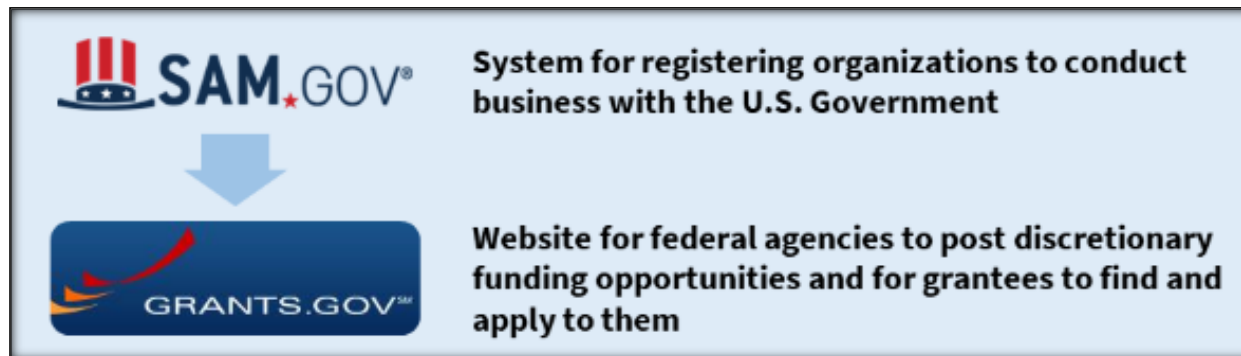 SAM.GOV®
System for registering organizations to conduct
business with the U.S. Government
GRANTS.GOV℠
Website for federal agencies to post discretionary
funding opportunities and for grantees to find and
apply to them